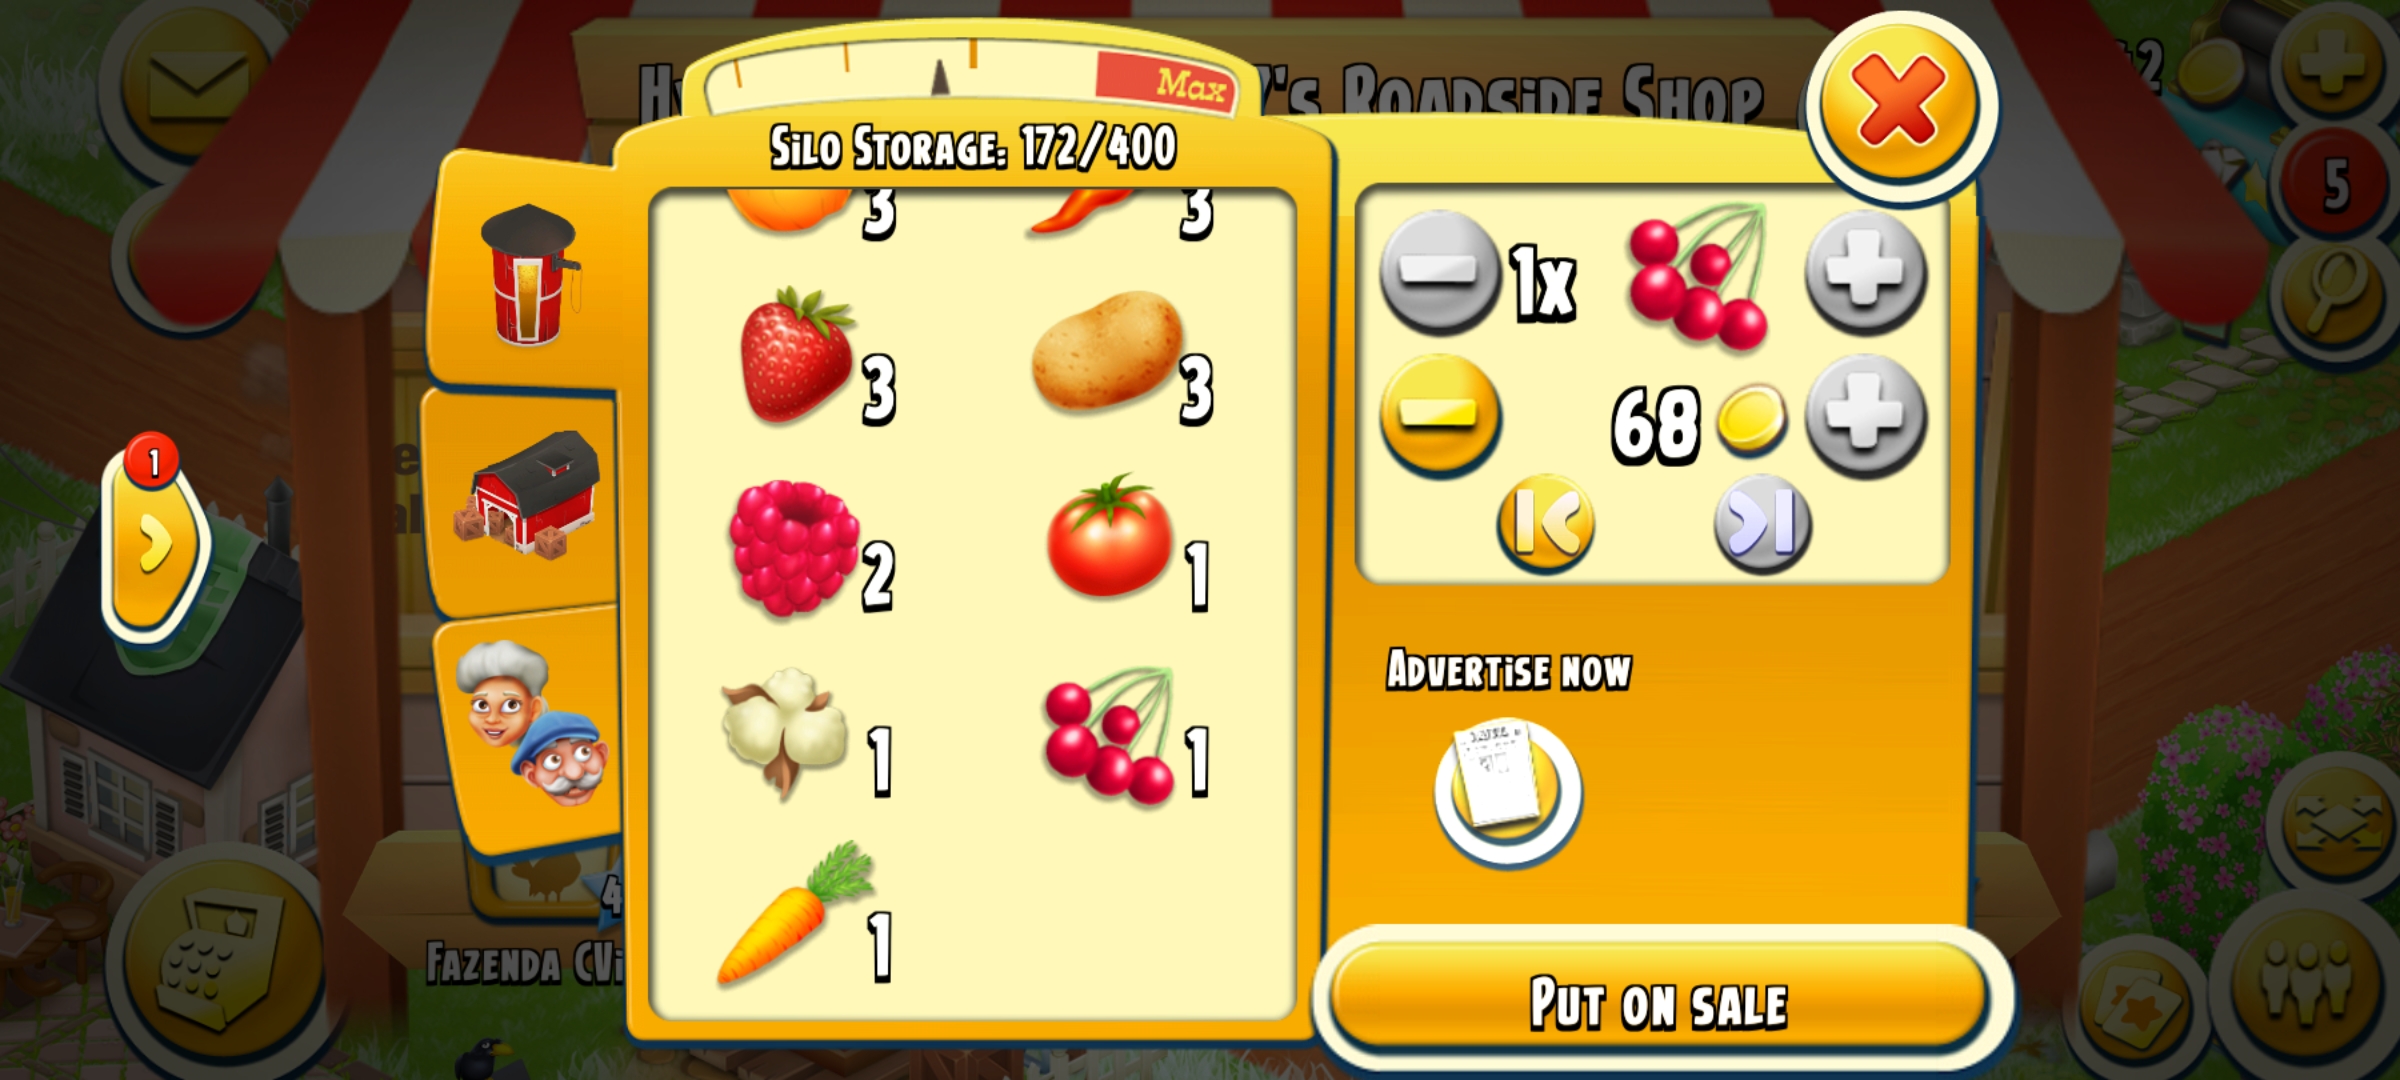 'S ROADSIDE SHOP
Max
SILO STORAGE: 172/400
3
3
3
3
2
1
1
1
1
1x
68
ADVERTISE NOW
PUT ON SALE
5
1
FAZENDA